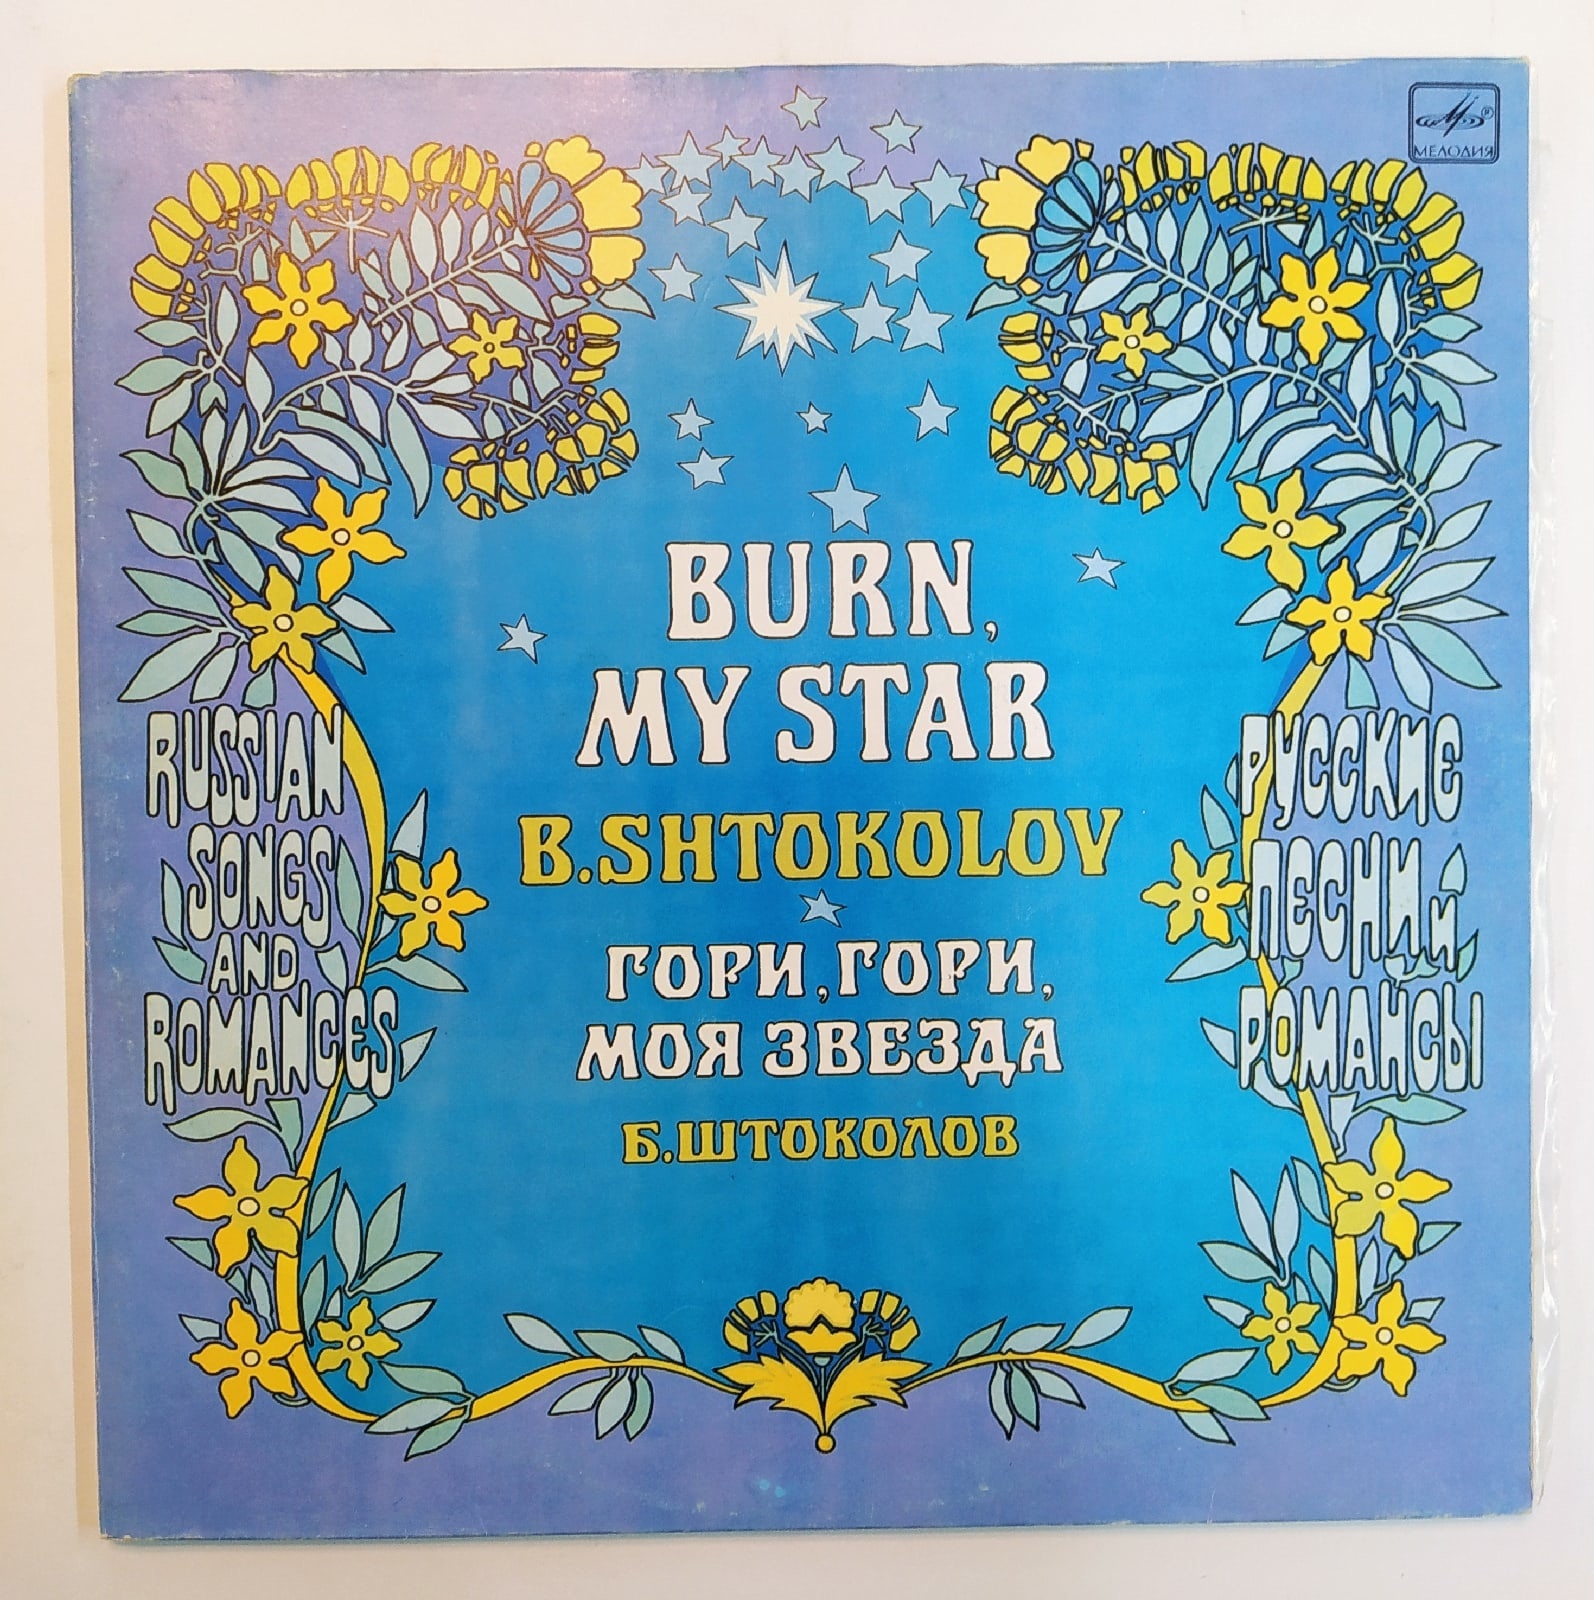 МЕЛОДИЯ
BURN,
MY STAR
B.SHTOKOLOV
ГОРИ, ГОРИ,
МОЯ ЗВЕЗДА
Б.ШТОКОЛОВ
RUSSIAN
SONGS
AND
ROMANCES
РУССКИЕ
ПЕСНИ и
РОМАНСЫ